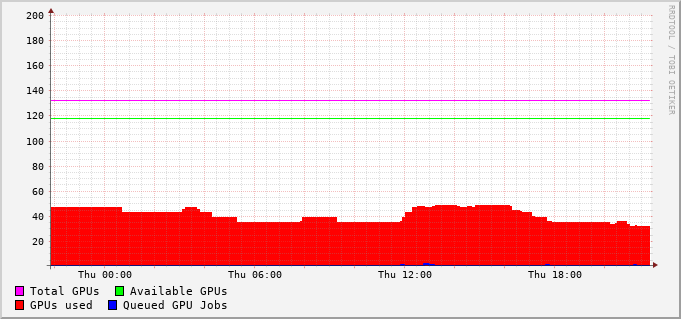 200
180
160
140
120
100
80
60
40
20
Thu 00:00 Thu 06:00 Thu 12:00 Thu 18:00
Total GPUs Available GPUs
GPUs used Queued GPU Jobs
RRDTOOL / TOBI OETIKER